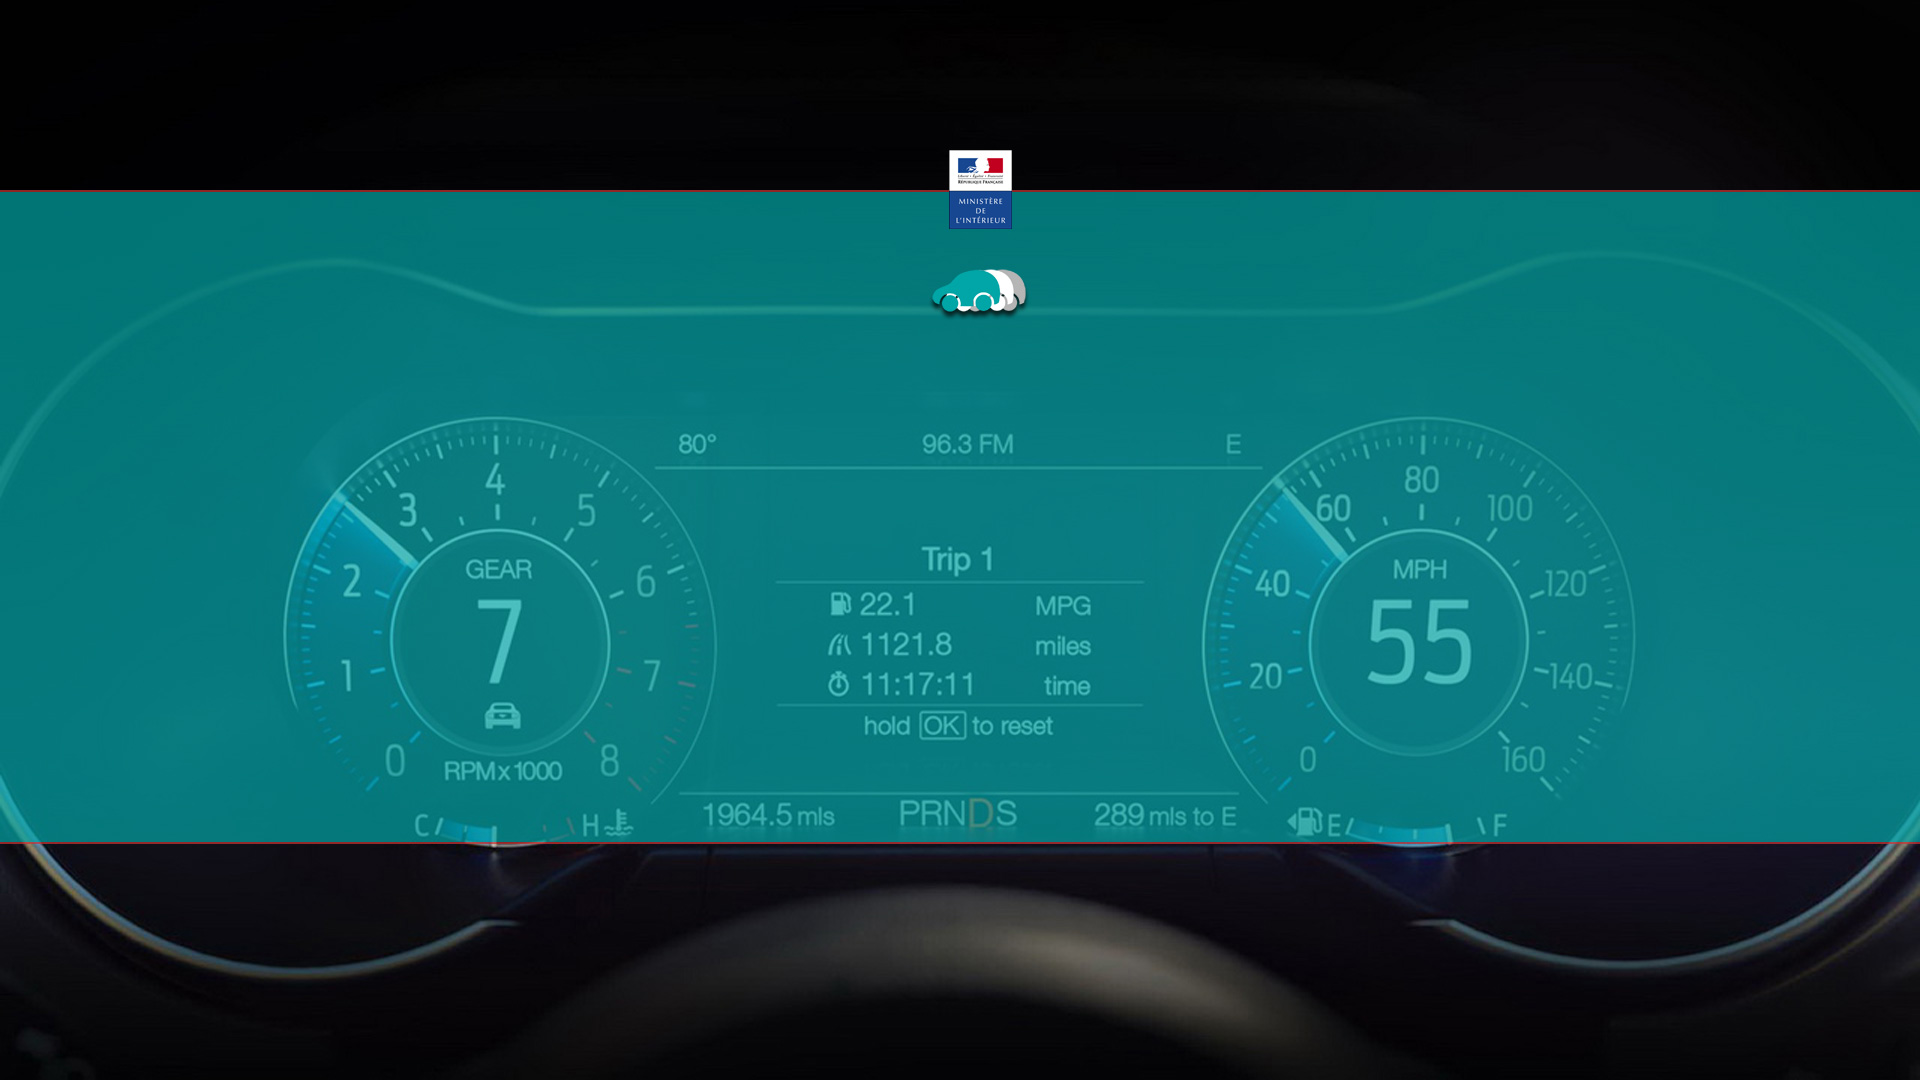 Liberté • Égalité • Fraternité
RÉPUBLIQUE FRANÇAISE
MINISTÈRE
DE
L'INTÉRIEUR
80°
96.3 FM
E
4
3
5
2
6
1
7
0
8
GEAR
7
RPM x 1000
C
H
Trip 1
22.1 MPG
1121.8 miles
11:17:11 time
hold OK to reset
1964.5 mls
PRNDS
289 mls to E
80
60
100
40
120
20
140
0
160
MPH
55
E
F